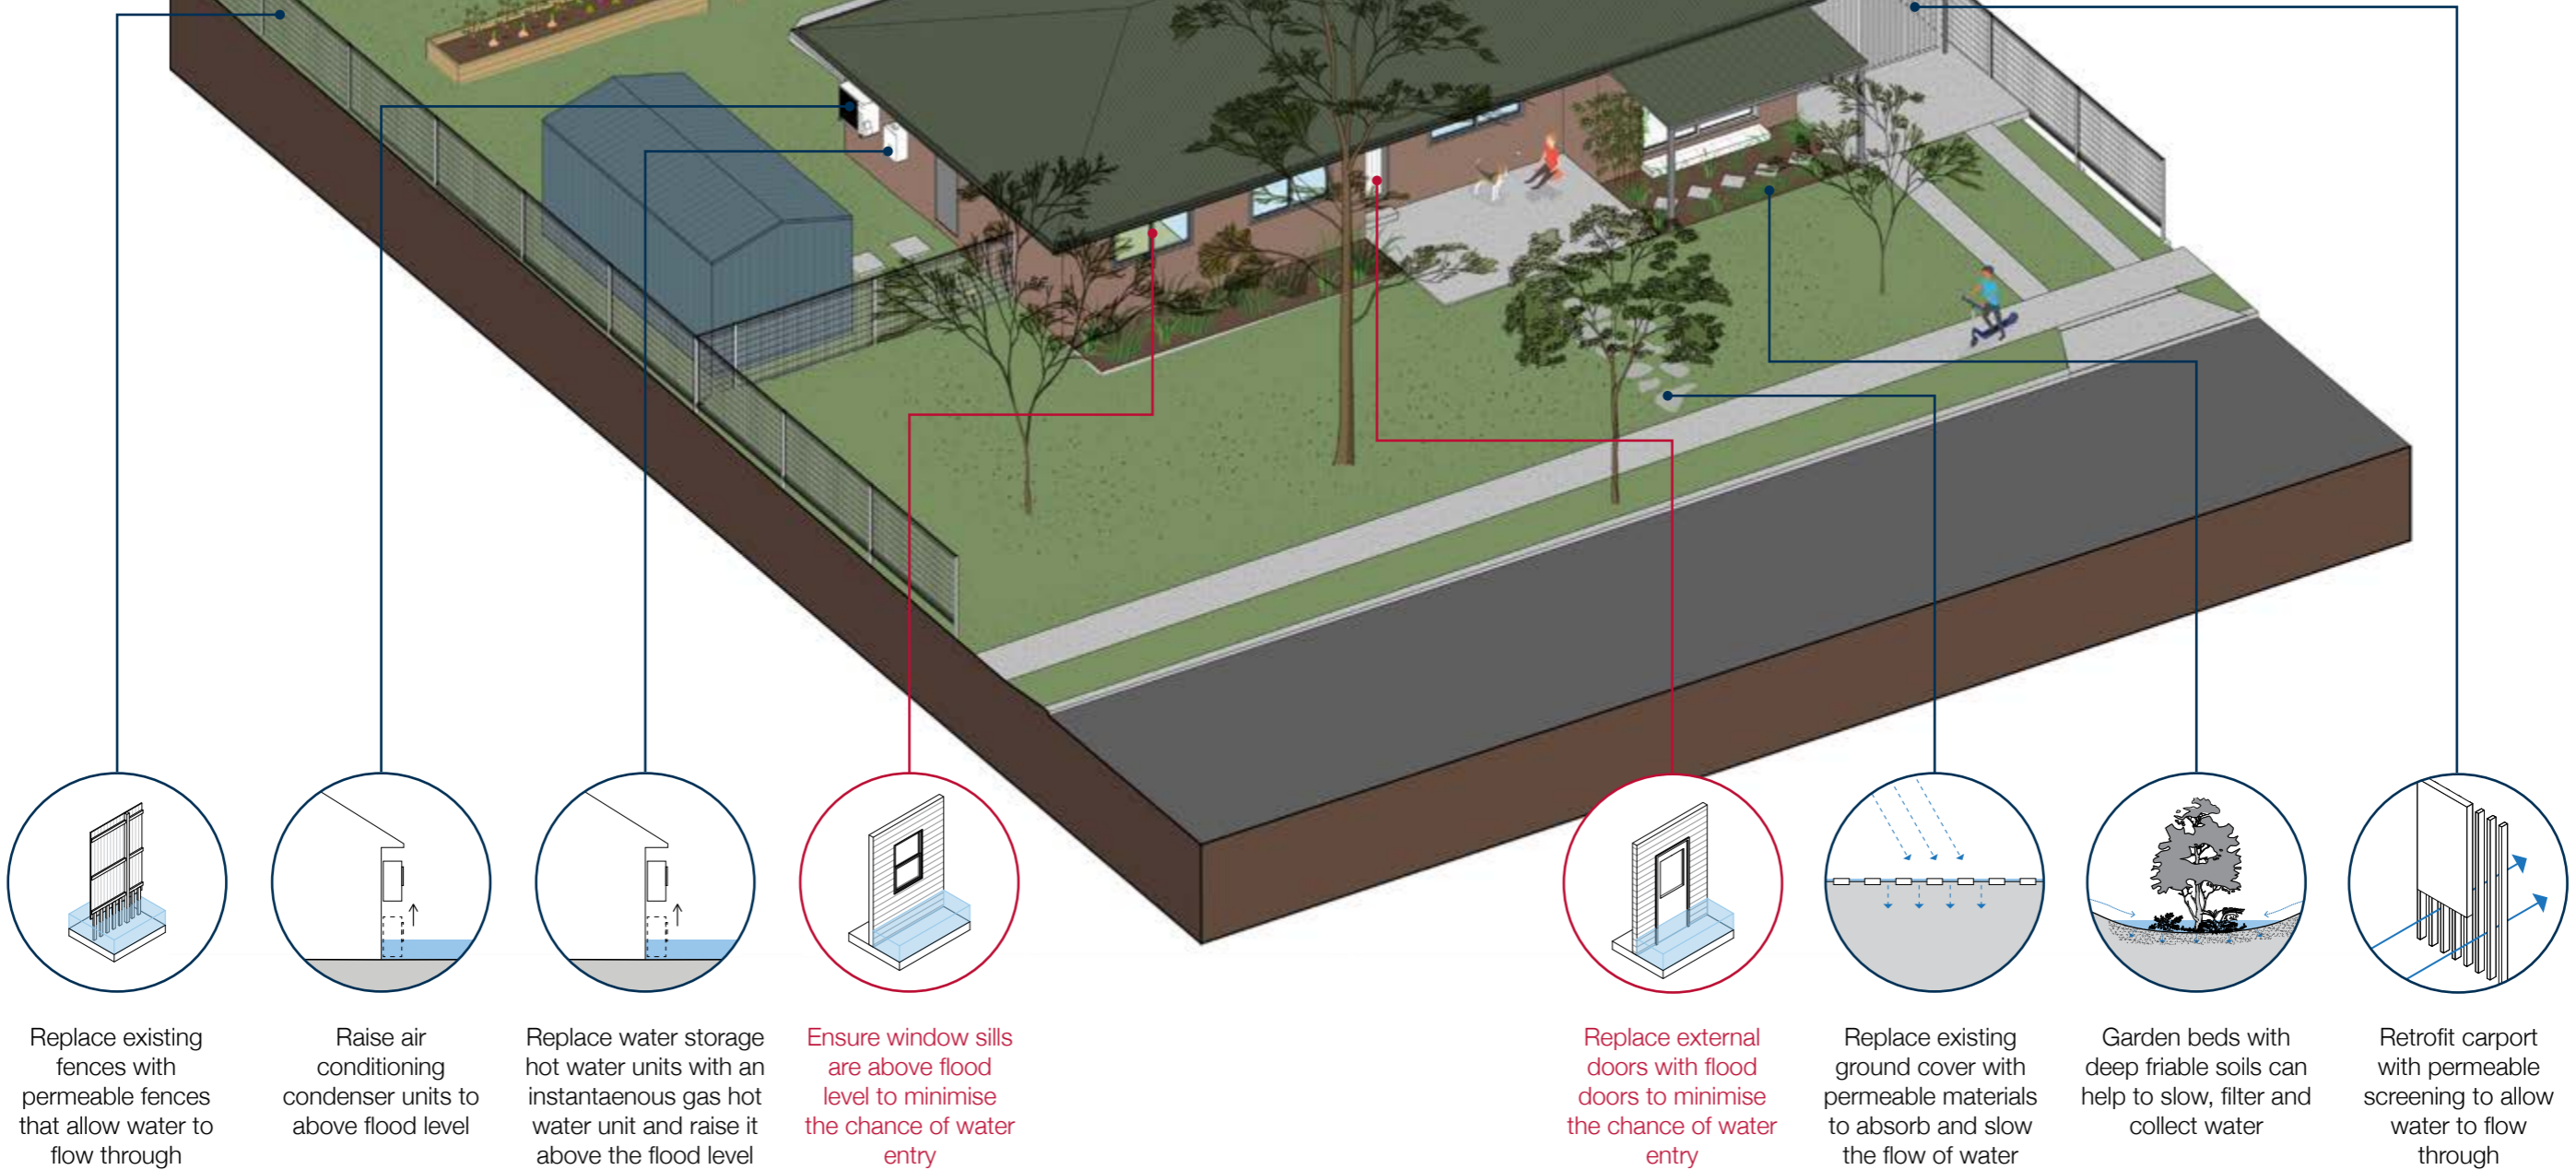 Replace existing
fences with
permeable fences
that allow water to
flow through
Raise air
conditioning
condenser units to
above flood level
Replace water storage
hot water units with an
instantaenous gas hot
water unit and raise it
above the flood level
Ensure window sills
are above flood
level to minimise
the chance of water
entry
Replace external
doors with flood
doors to minimise
the chance of water
entry
Replace existing
ground cover with
permeable materials
to absorb and slow
the flow of water
Garden beds with
deep friable soils can
help to slow, filter and
collect water
Retrofit carport
with permeable
screening to allow
water to flow
through